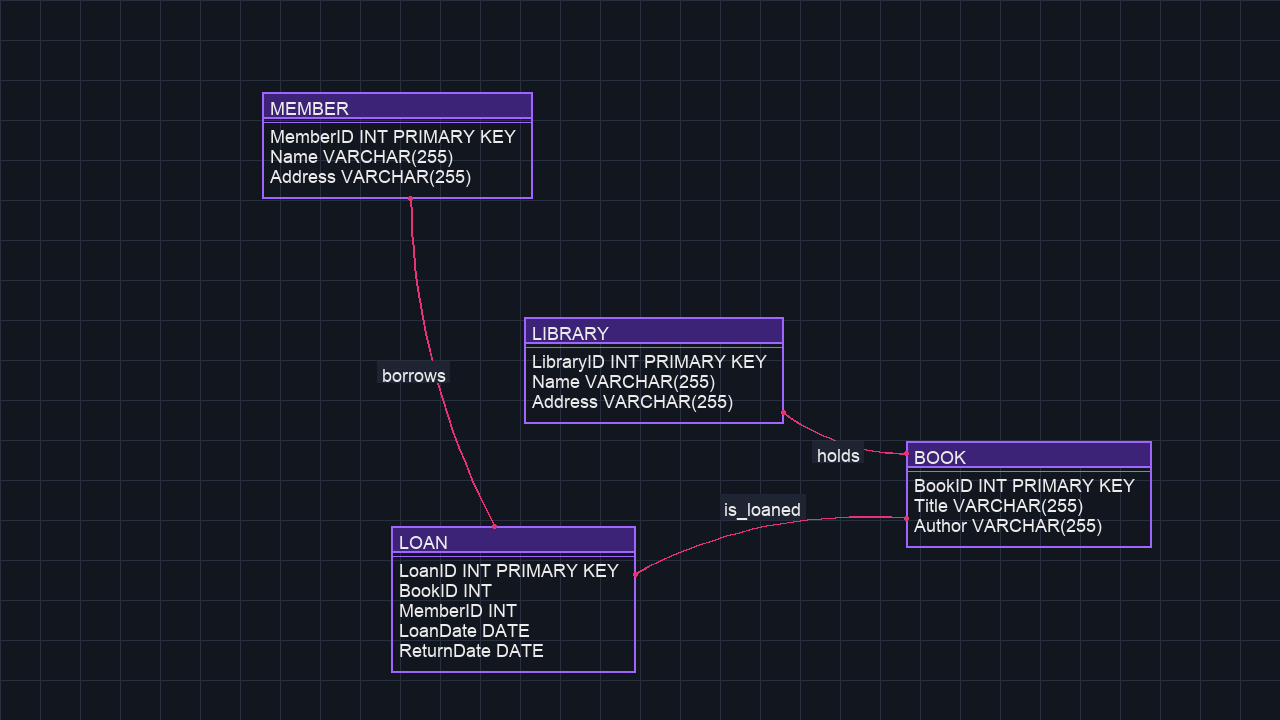 MEMBER
MemberID INT PRIMARY KEY
Name VARCHAR(255)
Address VARCHAR(255)
borrows
LIBRARY
LibraryID INT PRIMARY KEY
Name VARCHAR(255)
Address VARCHAR(255)
holds
BOOK
BookID INT PRIMARY KEY
Title VARCHAR(255)
Author VARCHAR(255)
is_loaned
LOAN
LoanID INT PRIMARY KEY
BookID INT
MemberID INT
LoanDate DATE
ReturnDate DATE